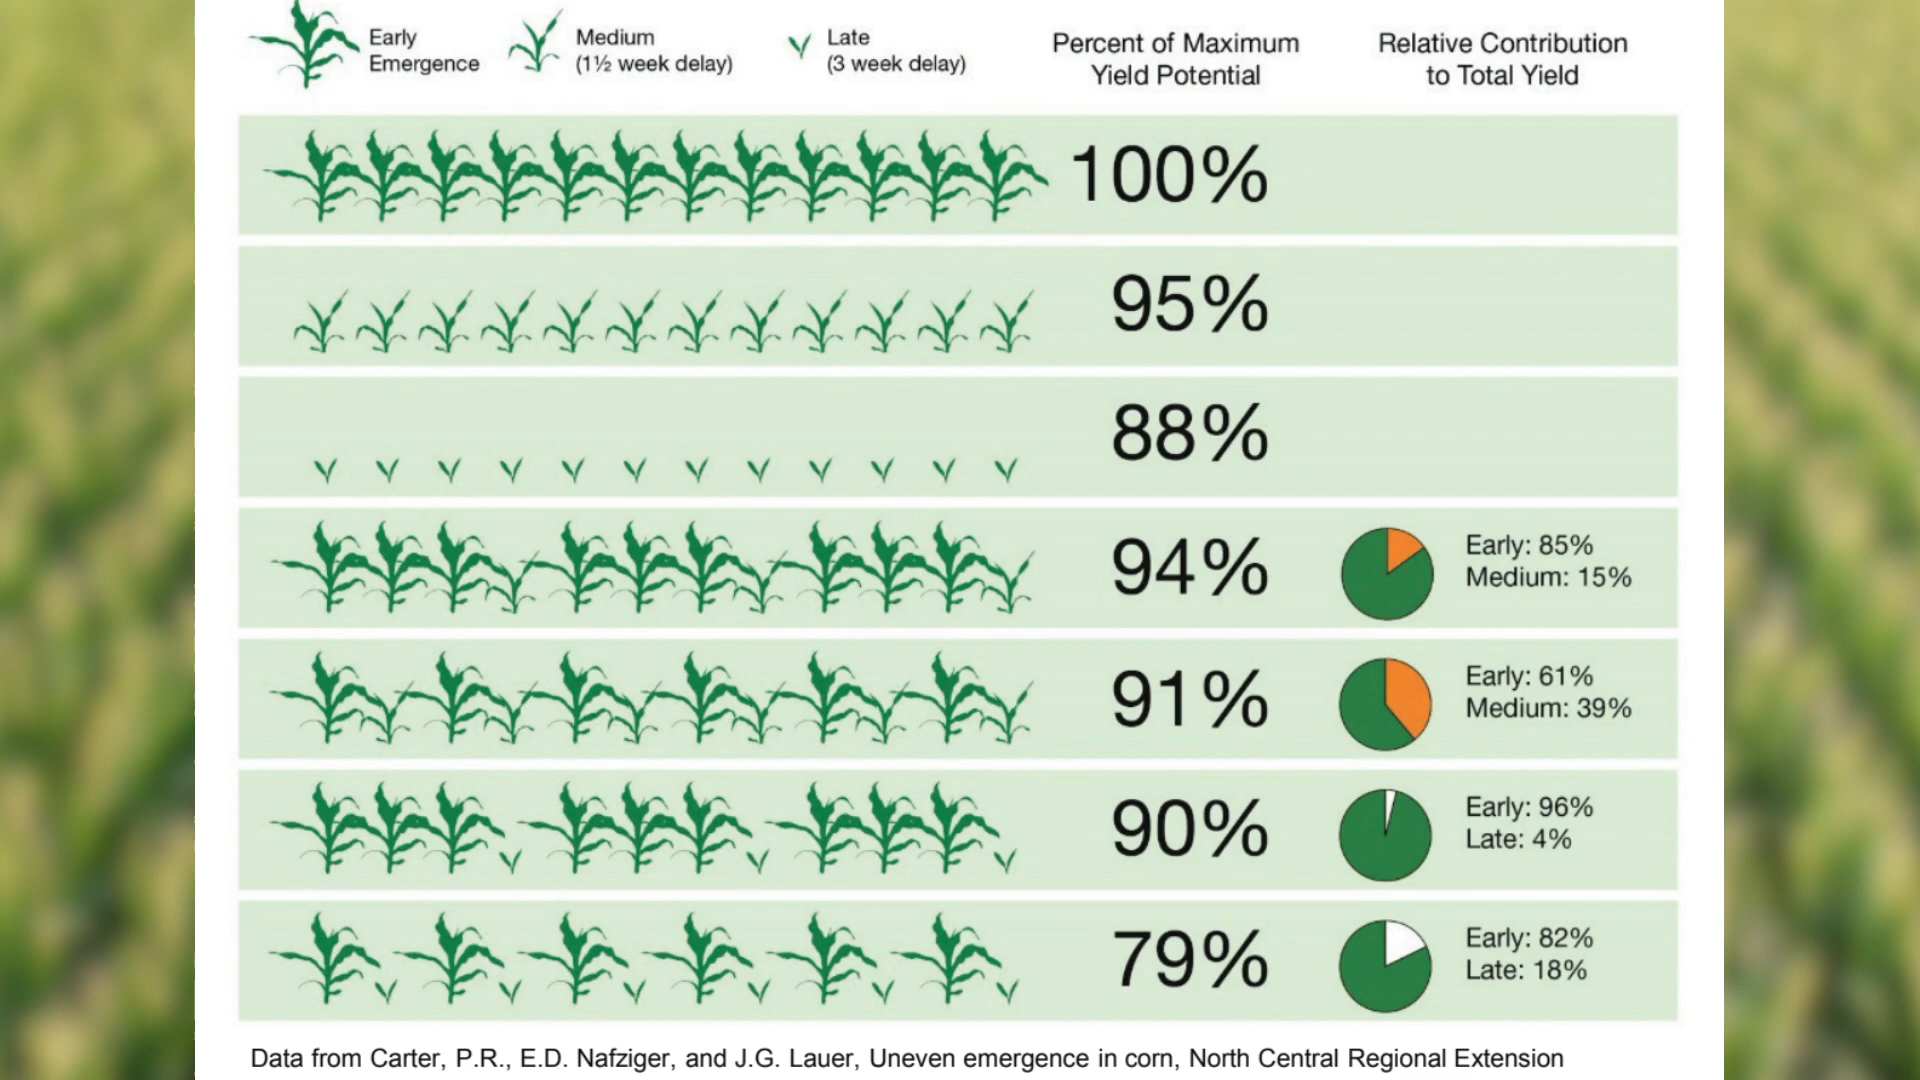 Early
Emergence
Medium
(1½ week delay)
Late
(3 week delay)
Percent of Maximum
Yield Potential
Relative Contribution
to Total Yield
100%
95%
88%
94%
Early: 85%
Medium: 15%
91%
Early: 61%
Medium: 39%
90%
Early: 96%
Late: 4%
79%
Early: 82%
Late: 18%
Data from Carter, P.R., E.D. Nafziger, and J.G. Lauer, Uneven emergence in corn, North Central Regional Extension